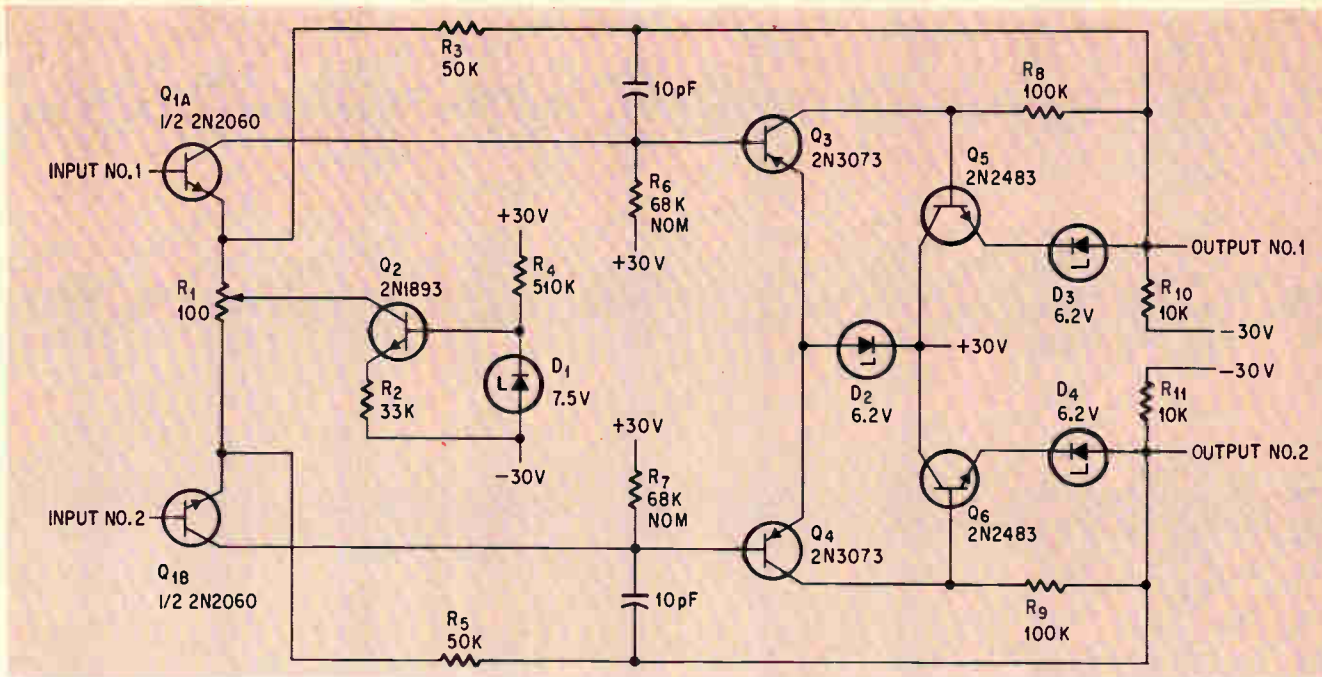 R3
50K
10pF
R8
100K
Q1A
1/2 2N2060
Q3
2N3073
Q5
2N2483
INPUT NO.1
R6
68K
NOM
+30V
+30V
R4
510K
Q2
2N1893
R1
100
OUTPUT NO.1
D3
6.2V
R10
10K
-30V
L
L
D1
7.5V
R2
33K
-30V
+30V
D2
6.2V
L
+30V
-30V
D4
6.2V
R11
10K
L
OUTPUT NO.2
R7
68K
NOM
INPUT NO.2
Q4
2N3073
Q6
2N2483
Q1B
1/2 2N2060
10pF
R9
100K
R5
50K